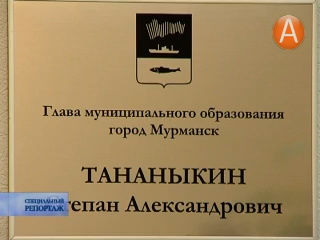 А
Глава муниципального образования
город Мурманск
ТАНАНЫКИН
СПЕЦИАЛЬНЫЙ
РЕПОРТАЖ
тепан Александрович